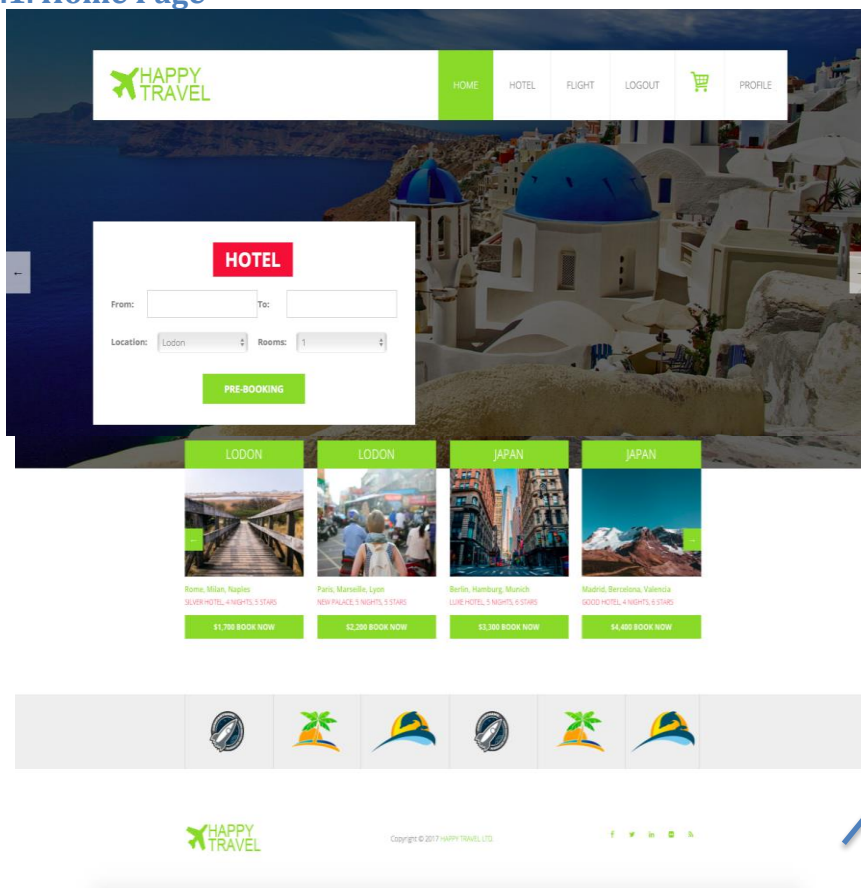 .1. Home Page
HAPPY
TRAVEL
HOME HOTEL FLIGHT LOGOUT PROFILE
HOTEL
From: To:
Location: Lodon Rooms: 1
PRE-BOOKING
LODON LODON JAPAN JAPAN
Rome, Milan, Naples Paris, Marseille, Lyon Berlin, Hamburg, Munich Madrid, Bercelona, Valencia
SILVER HOTEL, 4 NIGHTS, 5 STARS NEW PALACE, 5 NIGHTS, 5 STARS LUXE HOTEL, 5 NIGHTS, 6 STARS GOOD HOTEL, 4 NIGHTS, 6 STARS
$1,700 BOOK NOW $2,200 BOOK NOW $3,300 BOOK NOW $4,400 BOOK NOW
HAPPY
TRAVEL
Copyright © 2017 HAPPY TRAVEL LTD.